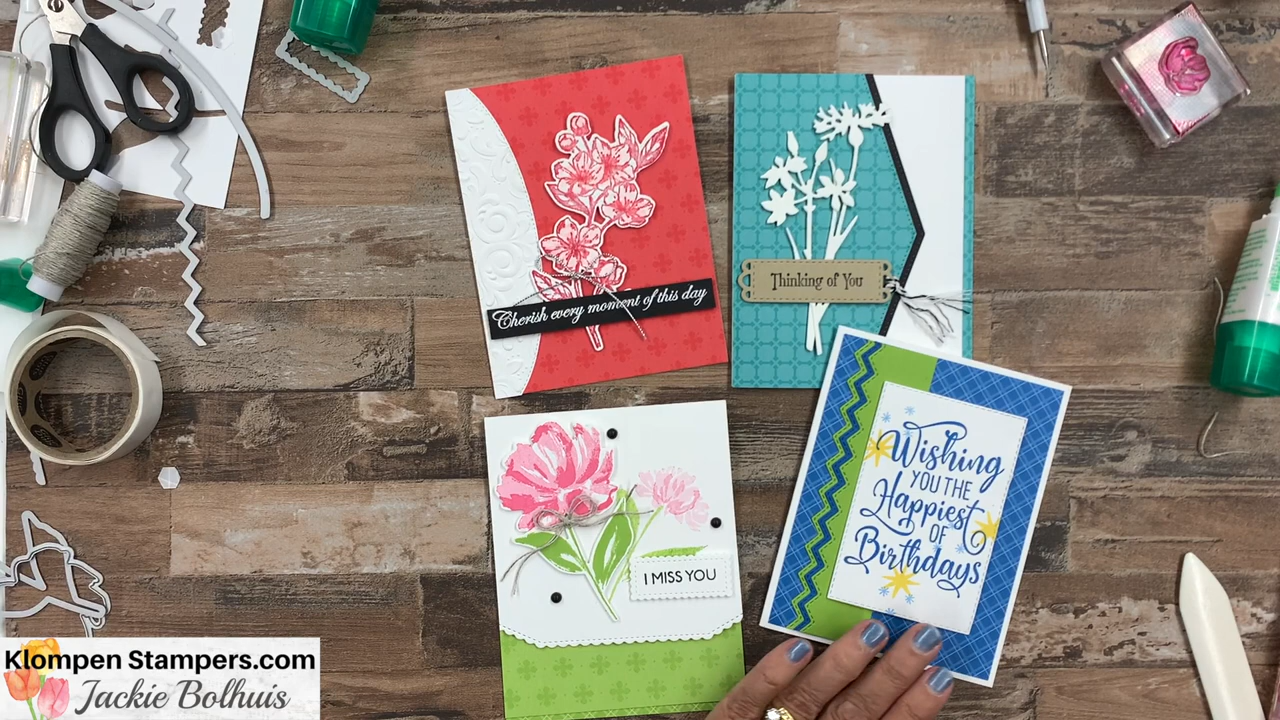 Cherish every moment of this day
Thinking of You
I MISS YOU
Wishing
YOU THE
Happiest
OF
Birthdays
Klompen Stampers.com
Jackie Bolhuis